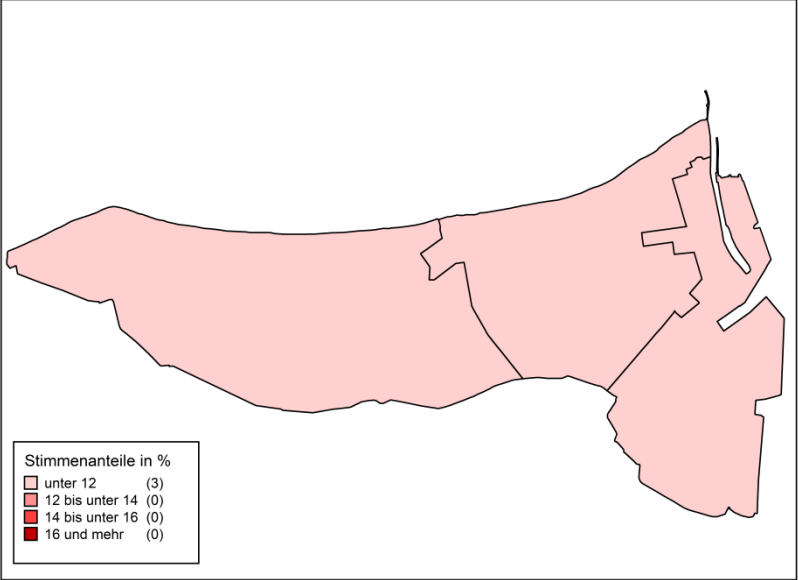 Stimmenanteile in %
unter 12 (3)
12 bis unter 14 (0)
14 bis unter 16 (0)
16 und mehr (0)